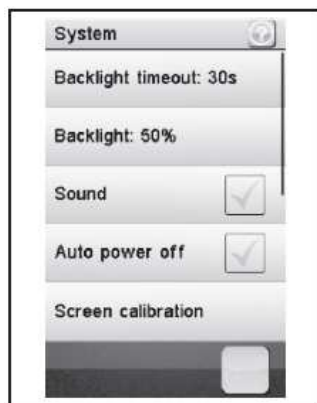 System
Backlight timeout: 30s
Backlight: 50%
Sound
Auto power off
Screen calibration